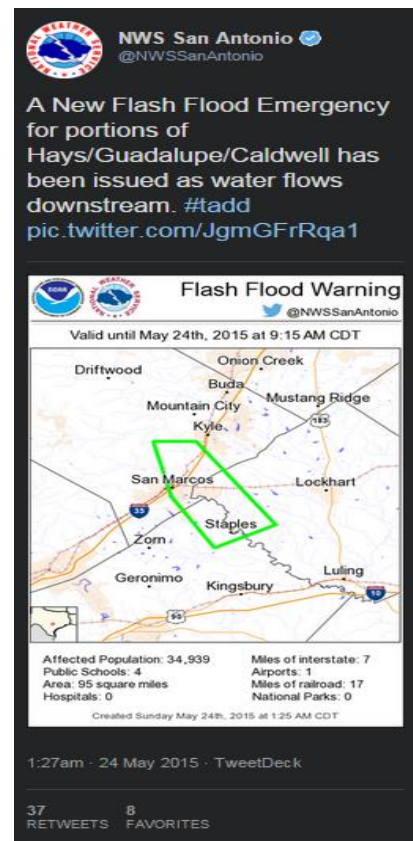 NWS San Antonio
@NWSSanAntonio
A New Flash Flood Emergency
for portions of
Hays/Guadalupe/Caldwell has
been issued as water flows
downstream. #tadd
pic.twitter.com/JgmGFrRqa1
NATIONAL WEATHER SERVICE
Flash Flood Warning
@NWSSanAntonio
Valid until May 24th, 2015 at 9:15 AM CDT
Driftwood
Onion Creek
Buda
Mountain City
Mustang Ridge
Kyle
183
San Marcos
Lockhart
35
Staples
Zorn
Geronimo
Kingsbury
Luling
10
90
Affected Population: 34,939
Public Schools: 4
Area: 95 square miles
Hospitals: 0
Miles of interstate: 7
Airports: 1
Miles of railroad: 17
National Parks: 0
Created Sunday May 24th, 2015 at 1:25 AM CDT
1:27am · 24 May 2015 · TweetDeck
37 8
RETWEETS FAVORITES